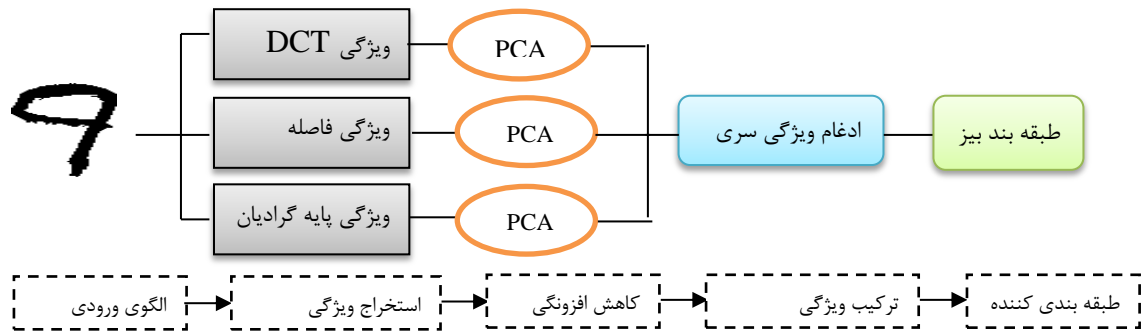 ویژگی DCT
PCA
ویژگی فاصله
PCA
ادغام ویژگی سری
طبقه بند بیز
ویژگی پایه گرادیان
PCA
الگوی ورودی
استخراج ویژگی
کاهش افزونگی
ترکیب ویژگی
طبقه بندی کننده